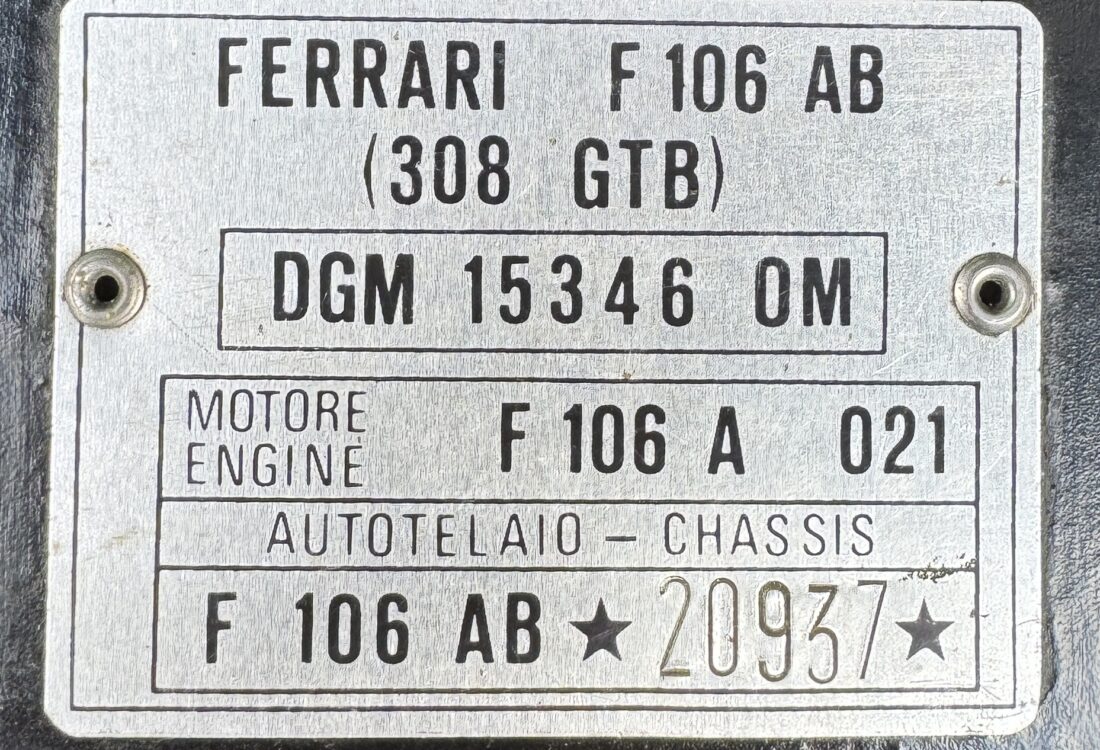 FERRARI F 106 AB
(308 GTB)
DGM 15346 OM
MOTORE
ENGINE F 106 A 021
AUTOTELAIO – CHASSIS
F 106 AB ★ 20937 ★